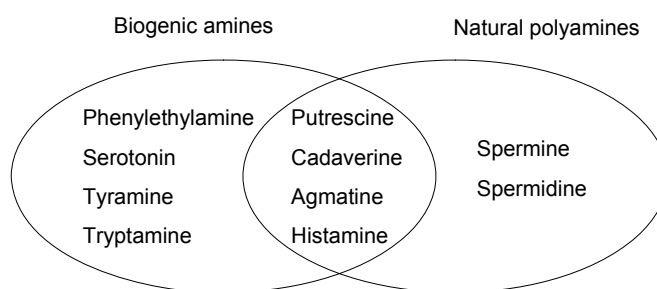 Biogenic amines
Natural polyamines
Phenylethylamine
Serotonin
Tyramine
Tryptamine
Putrescine
Cadaverine
Agmatine
Histamine
Spermine
Spermidine